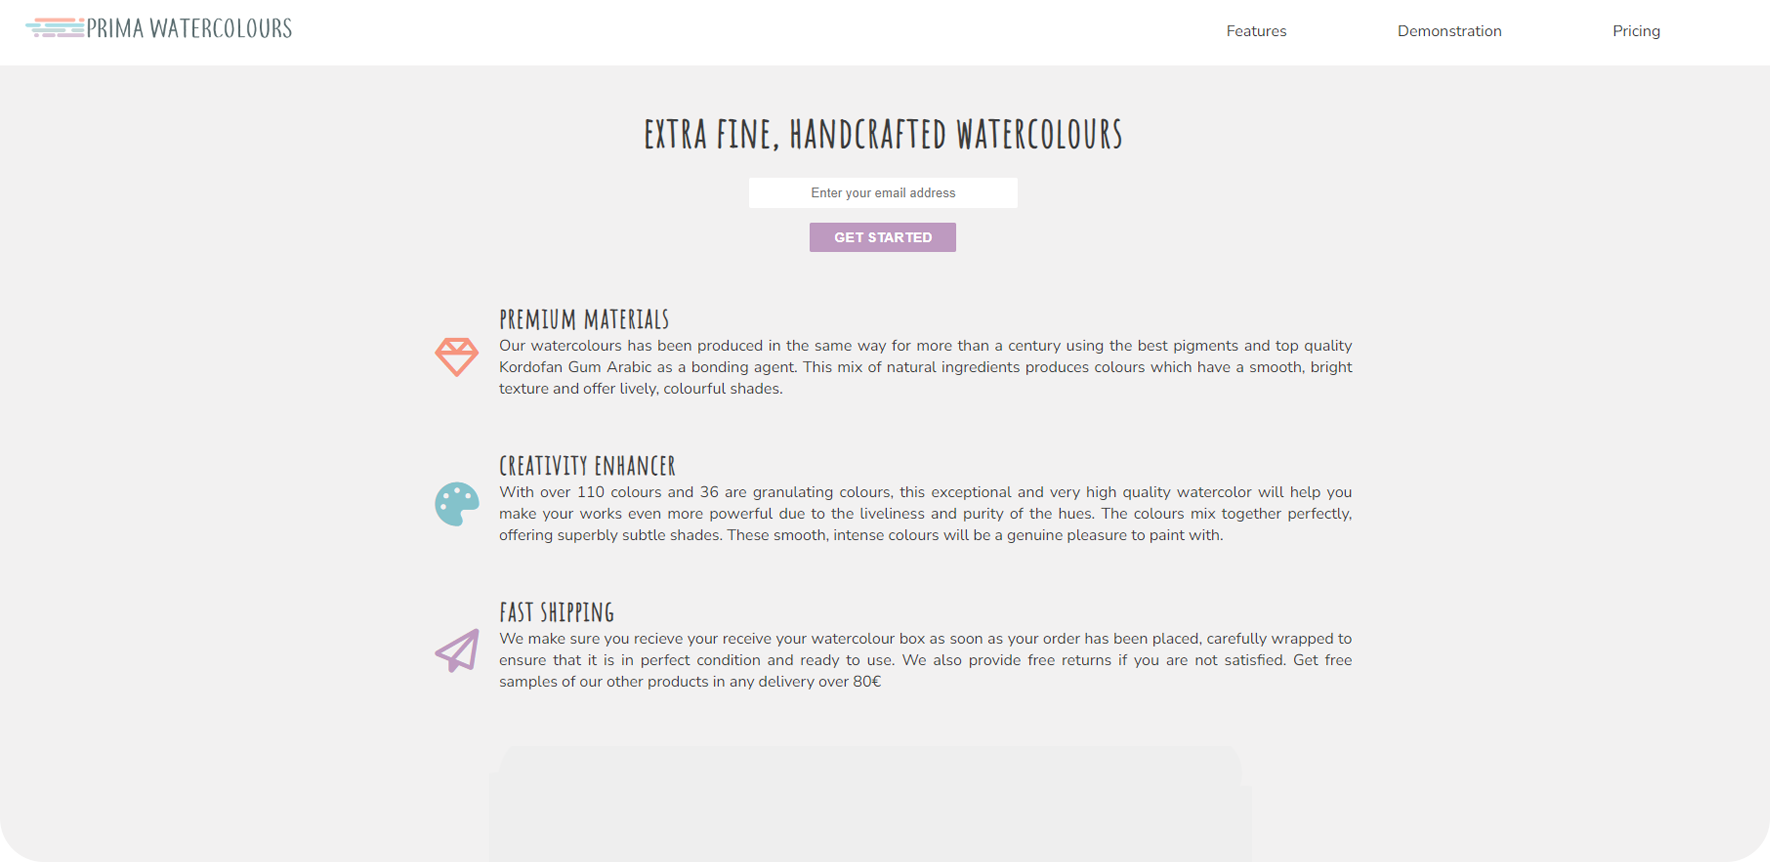 PRIMA WATERCOLOURS
Features
Demonstration
Pricing
EXTRA FINE, HANDCRAFTED WATERCOLOURS
Enter your email address
GET STARTED
PREMIUM MATERIALS
Our watercolours has been produced in the same way for more than a century using the best pigments and top quality
Kordofan Gum Arabic as a bonding agent. This mix of natural ingredients produces colours which have a smooth, bright
texture and offer lively, colourful shades.
CREATIVITY ENHANCER
With over 110 colours and 36 are granulating colours, this exceptional and very high quality watercolor will help you
make your works even more powerful due to the liveliness and purity of the hues. The colours mix together perfectly,
offering superbly subtle shades. These smooth, intense colours will be a genuine pleasure to paint with.
FAST SHIPPING
We make sure you recieve your receive your watercolour box as soon as your order has been placed, carefully wrapped to
ensure that it is in perfect condition and ready to use. We also provide free returns if you are not satisfied. Get free
samples of our other products in any delivery over 80€